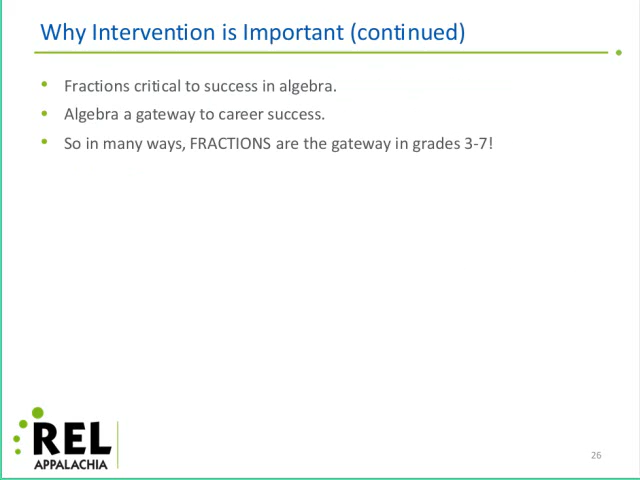 Why Intervention is Important (continued)
• Fractions critical to success in algebra.
• Algebra a gateway to career success.
• So in many ways, FRACTIONS are the gateway in grades 3-7!
REL
APPALACHIA
26